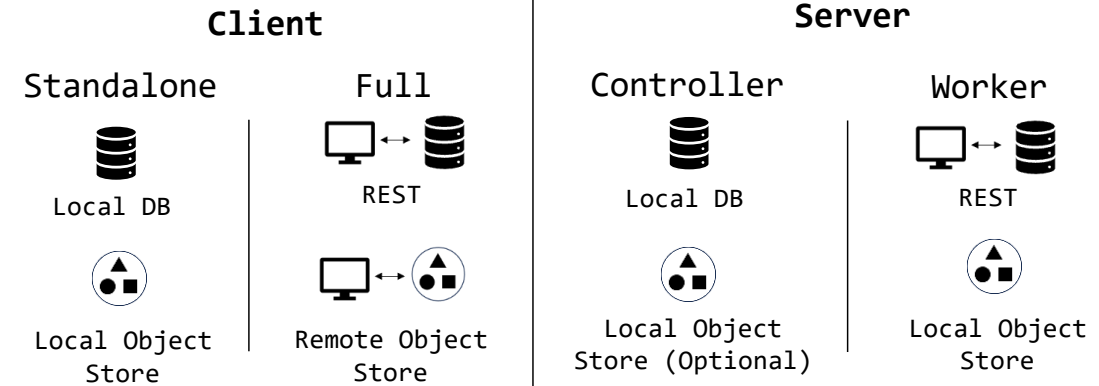 Client
Standalone
Local DB
Local Object
Store
Full
REST
Remote Object
Store
Server
Controller
Local DB
Local Object
Store (Optional)
Worker
REST
Local Object
Store